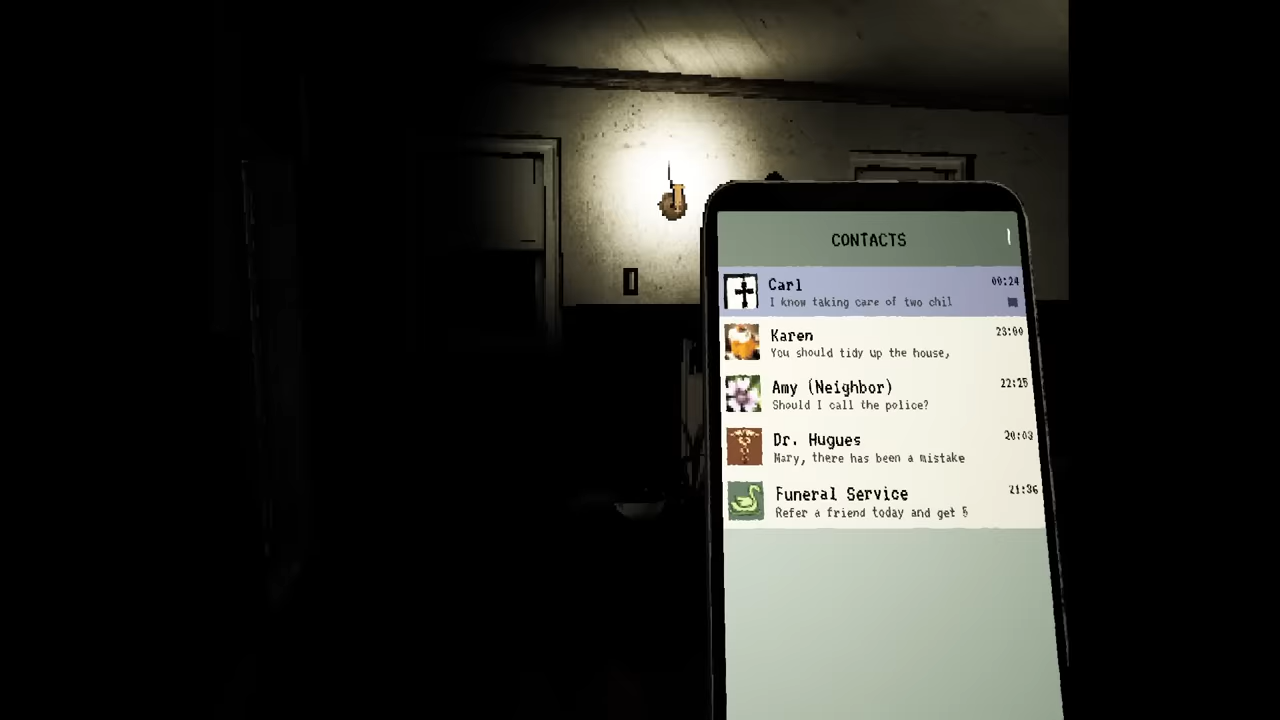 CONTACTS
Carl 00:24
I know taking care of two chil
Karen 23:00
You should tidy up the house,
Amy (Neighbor) 22:15
Should I call the police?
Dr. Hugues 20:03
Mary, there has been a mistake
Funeral Service 21:36
Refer a friend today and get 5